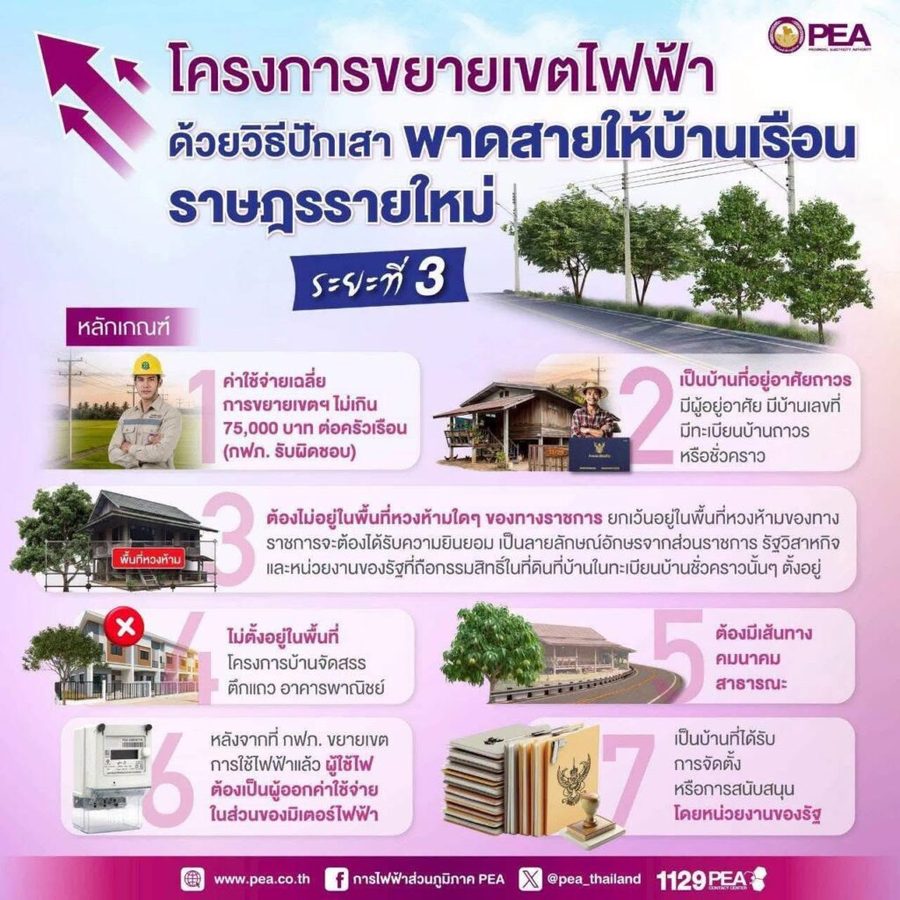 PEA
PROVINCIAL ELECTRICITY AUTHORITY
โครงการขยายเขตไฟฟ้า
ด้วยวิธีปักเสา พาดสายให้บ้านเรือน
ราษฎรรายใหม่
ระยะที่ 3
หลักเกณฑ์
1
ค่าใช้จ่ายเฉลี่ย
การขยายเขตฯ ไม่เกิน
75,000 บาท ต่อครัวเรือน
(กฟภ. รับผิดชอบ)
2
เป็นบ้านที่อยู่อาศัยถาวร
มีผู้อยู่อาศัย มีบ้านเลขที่
มีทะเบียนบ้านถาวร
หรือชั่วคราว
พื้นที่หวงห้าม
3
ต้องไม่อยู่ในพื้นที่หวงห้ามใดๆ ของทางราชการ ยกเว้นอยู่ในพื้นที่หวงห้ามของทาง
ราชการจะต้องได้รับความยินยอม เป็นลายลักษณ์อักษรจากส่วนราชการ รัฐวิสาหกิจ
และหน่วยงานของรัฐที่ถือกรรมสิทธิ์ในที่ดินที่บ้านในทะเบียนบ้านชั่วคราวนั้นๆ ตั้งอยู่
4
ไม่ตั้งอยู่ในพื้นที่
โครงการบ้านจัดสรร
ตึกแถว อาคารพาณิชย์
5
ต้องมีเส้นทาง
คมนาคม
สาธารณะ
6
หลังจากที่ กฟภ. ขยายเขต
การใช้ไฟฟ้าแล้ว ผู้ใช้ไฟ
ต้องเป็นผู้ออกค่าใช้จ่าย
ในส่วนของมิเตอร์ไฟฟ้า
7
เป็นบ้านที่ได้รับ
การจัดตั้ง
หรือการสนับสนุน
โดยหน่วยงานของรัฐ
www.pea.co.th
การไฟฟ้าส่วนภูมิภาค PEA
@pea_thailand
1129 PEA
CONTACT CENTER